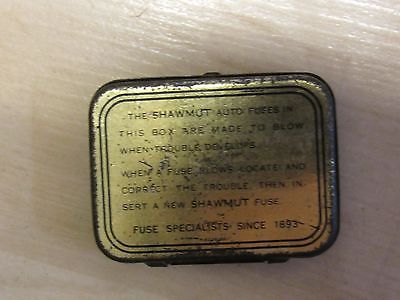 THE SHAWMUT AUTO FUSES IN
THIS BOX ARE MADE TO BLOW
WHEN TROUBLE DEVELOPS.
WHEN A FUSE BLOWS LOCATE AND
CORRECT THE TROUBLE, THEN IN-
SERT A NEW SHAWMUT FUSE.
FUSE SPECIALISTS SINCE 1893